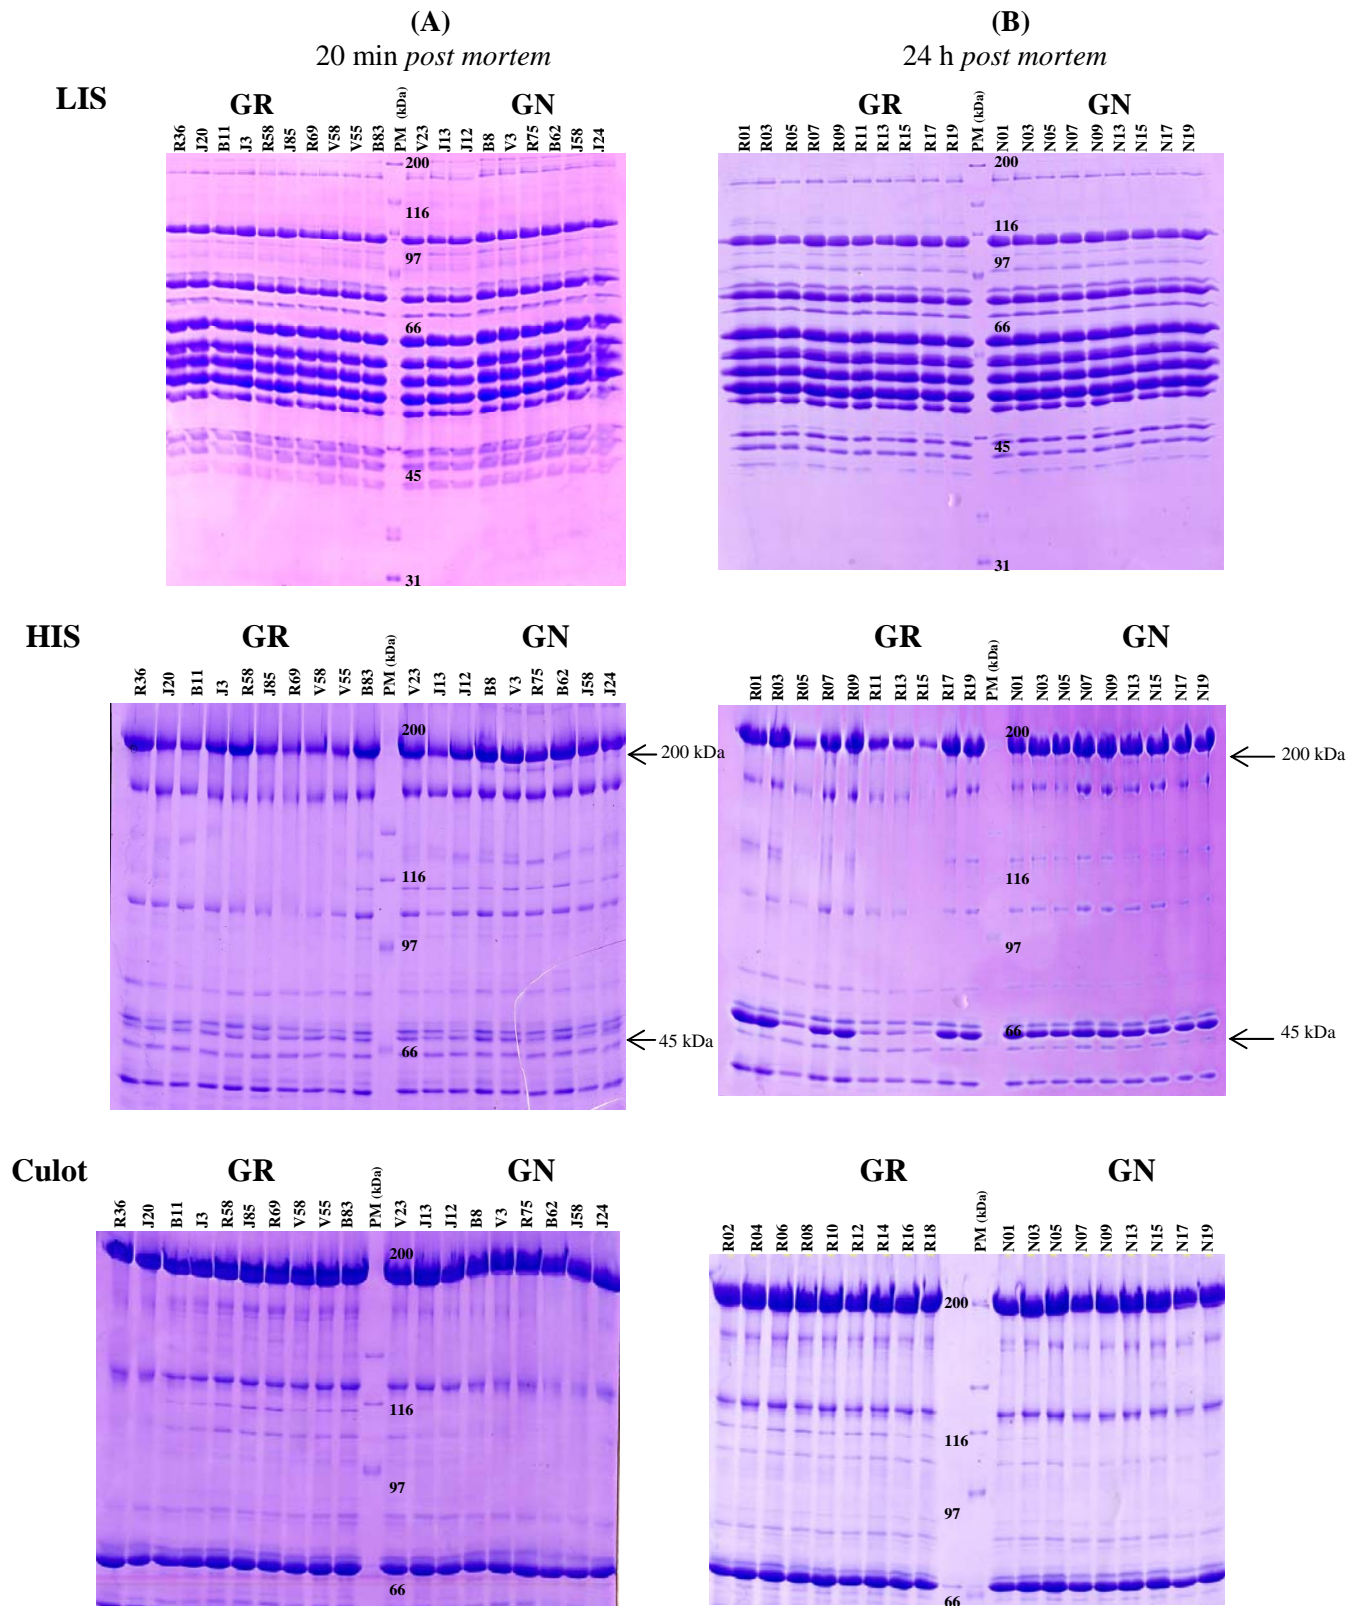 (A)
20 min post mortem
(B)
24 h post mortem
LIS
GR
GN
R36 J20 B11 J3 R58 J85 R69 V58 V55 B83 PM (kDa) V23 J13 J12 B8 V3 R75 B62 J58 J24
200
116
97
66
45
31
GR
GN
R01 R03 R05 R07 R09 R11 R13 R15 R17 R19 PM (kDa) N01 N03 N05 N07 N09 N13 N15 N17 N19
200
116
97
66
45
31
HIS
GR
GN
R36 J20 B11 J3 R58 J85 R69 V58 V55 B83 PM (kDa) V23 J13 J12 B8 V3 R75 B62 J58 J24
200
200 kDa
116
97
45 kDa
66
GR
GN
R01 R03 R05 R07 R09 R11 R13 R15 R17 R19 PM (kDa) N01 N03 N05 N07 N09 N13 N15 N17 N19
200
200 kDa
116
97
66
45 kDa
Culot
GR
GN
R36 J20 B11 J3 R58 J85 R69 V58 V55 B83 PM (kDa) V23 J13 J12 B8 V3 R75 B62 J58 J24
200
116
97
66
GR
GN
R02 R04 R06 R08 R10 R12 R14 R16 R18 PM (kDa) N01 N03 N05 N07 N09 N13 N15 N17 N19
200
116
97
66